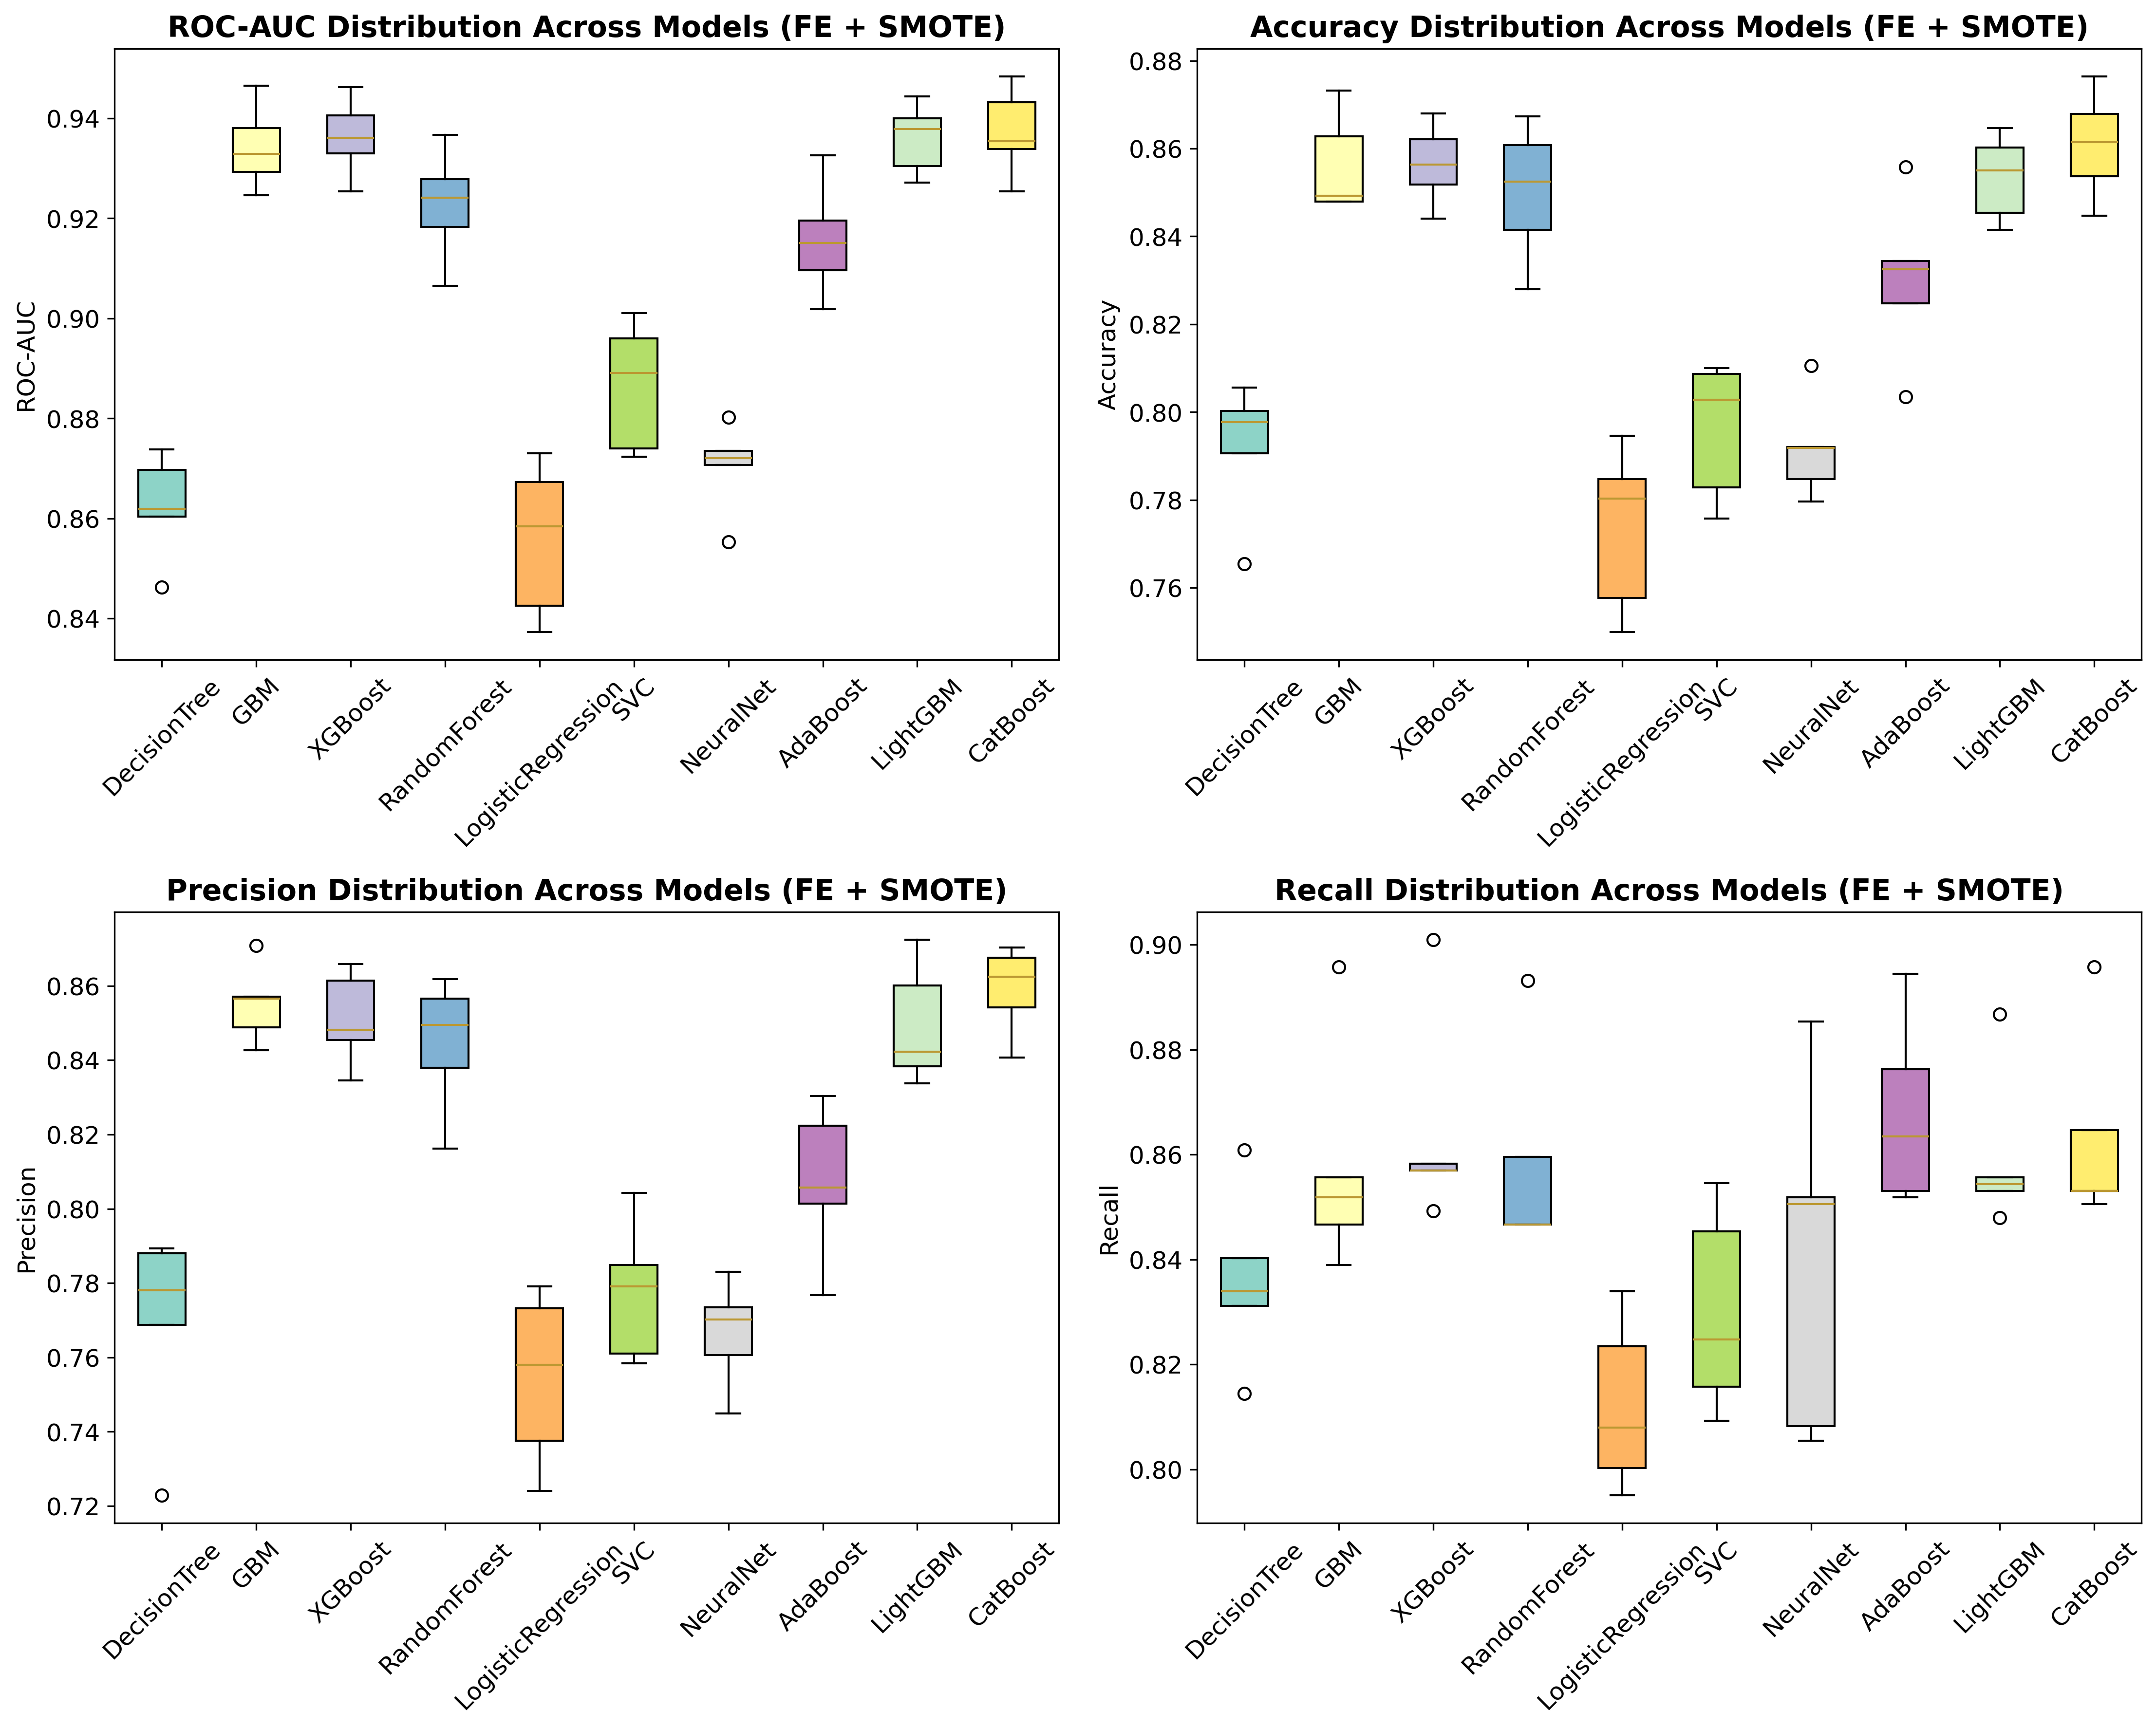 ROC-AUC Distribution Across Models (FE + SMOTE)
ROC-AUC
0.94
0.92
0.90
0.88
0.86
0.84
DecisionTree
GBM
XGBoost
RandomForest
LogisticRegression
SVC
NeuralNet
AdaBoost
LightGBM
CatBoost
Accuracy Distribution Across Models (FE + SMOTE)
Accuracy
0.88
0.86
0.84
0.82
0.80
0.78
0.76
DecisionTree
GBM
XGBoost
RandomForest
LogisticRegression
SVC
NeuralNet
AdaBoost
LightGBM
CatBoost
Precision Distribution Across Models (FE + SMOTE)
Precision
0.86
0.84
0.82
0.80
0.78
0.76
0.74
0.72
DecisionTree
GBM
XGBoost
RandomForest
LogisticRegression
SVC
NeuralNet
AdaBoost
LightGBM
CatBoost
Recall Distribution Across Models (FE + SMOTE)
Recall
0.90
0.88
0.86
0.84
0.82
0.80
DecisionTree
GBM
XGBoost
RandomForest
LogisticRegression
SVC
NeuralNet
AdaBoost
LightGBM
CatBoost